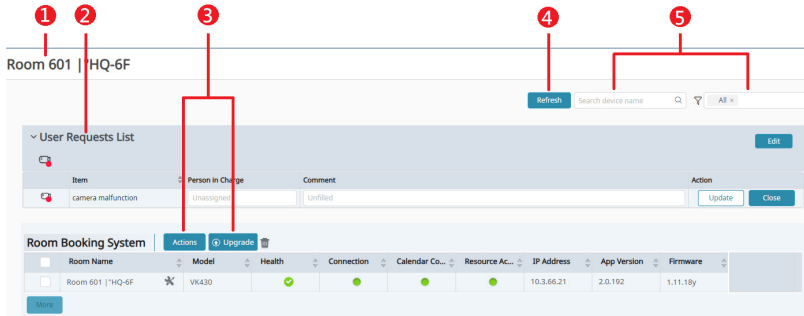 1 2 3 4 5
Room 601 | "HQ-6F
Refresh Search device name All ×
User Requests List Edit
Item Person in Charge Comment Action
camera malfunction Unassigned Unfilled Update Close
Room Booking System Actions Upgrade
Room Name Model Health Connection Calendar Co... Resource Ac... IP Address App Version Firmware
Room 601 | "HQ-6F VK430 10.3.66.21 2.0.192 1.11.18y
More